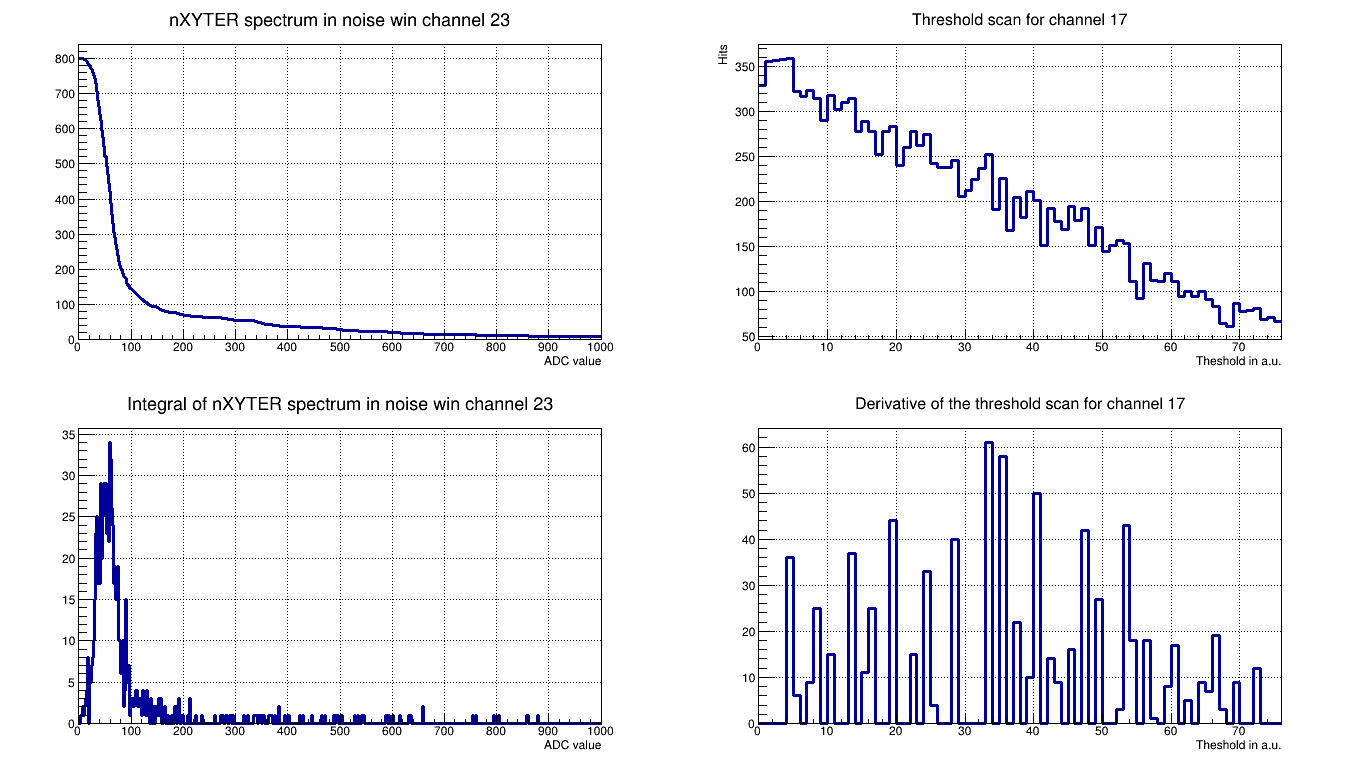 nXYTER spectrum in noise win channel 23
800
700
600
500
400
300
200
100
0
0 100 200 300 400 500 600 700 800 900 1000
ADC value
Threshold scan for channel 17
Hits
350
300
250
200
150
100
50
0 10 20 30 40 50 60 70
Theshold in a.u.
Integral of nXYTER spectrum in noise win channel 23
35
30
25
20
15
10
5
0
0 100 200 300 400 500 600 700 800 900 1000
ADC value
Derivative of the threshold scan for channel 17
60
50
40
30
20
10
0
0 10 20 30 40 50 60 70
Theshold in a.u.